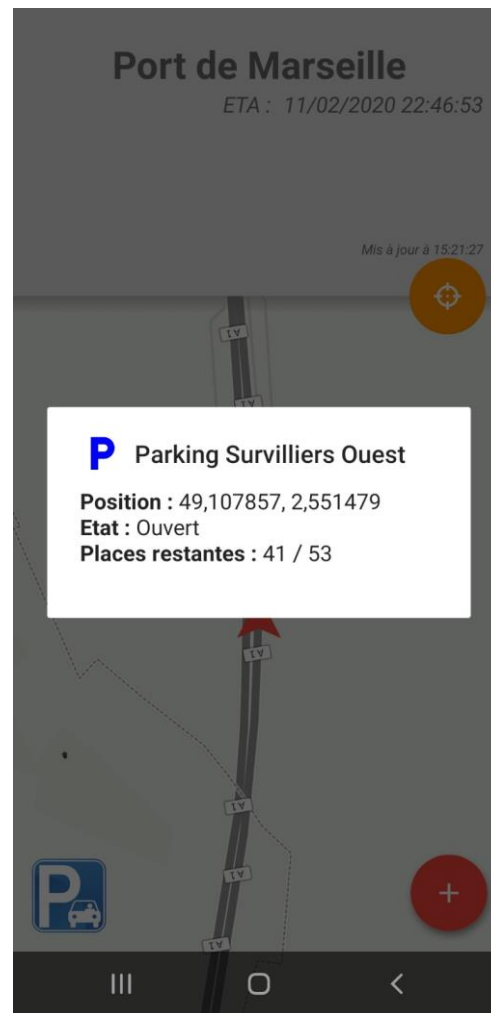 Port de Marseille
ETA : 11/02/2020 22:46:53
Mis à jour à 15:21:27
A1
A1
P Parking Survilliers Ouest
Position : 49,107857, 2,551479
Etat : Ouvert
Places restantes : 41 / 53
A1
A1
A1
P
A1